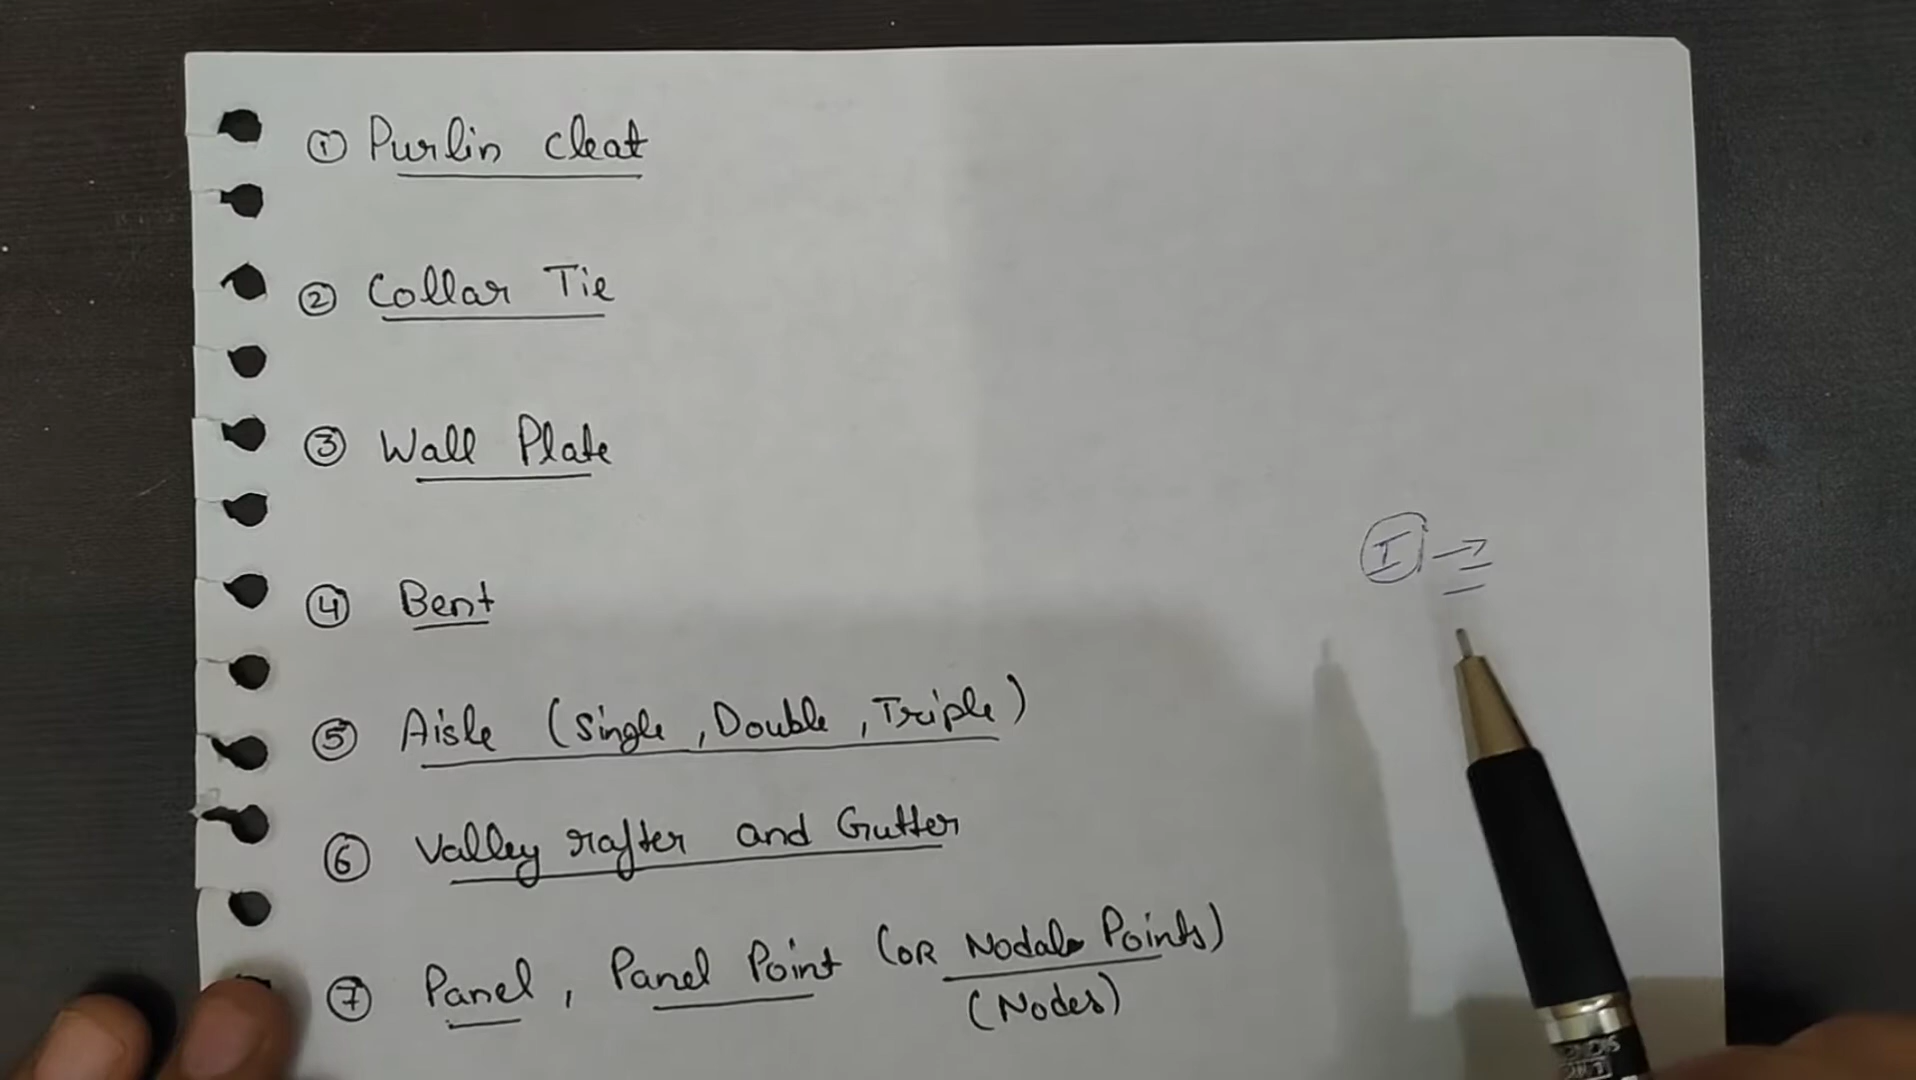 ① Purlin cleat
② Collar Tie
③ Wall Plate
④ Bent
I →
⑤ Aisle (Single, Double, Triple)
⑥ Valley rafter and Gutter
⑦ Panel, Panel Point (OR Nodal Points)
(Nodes)